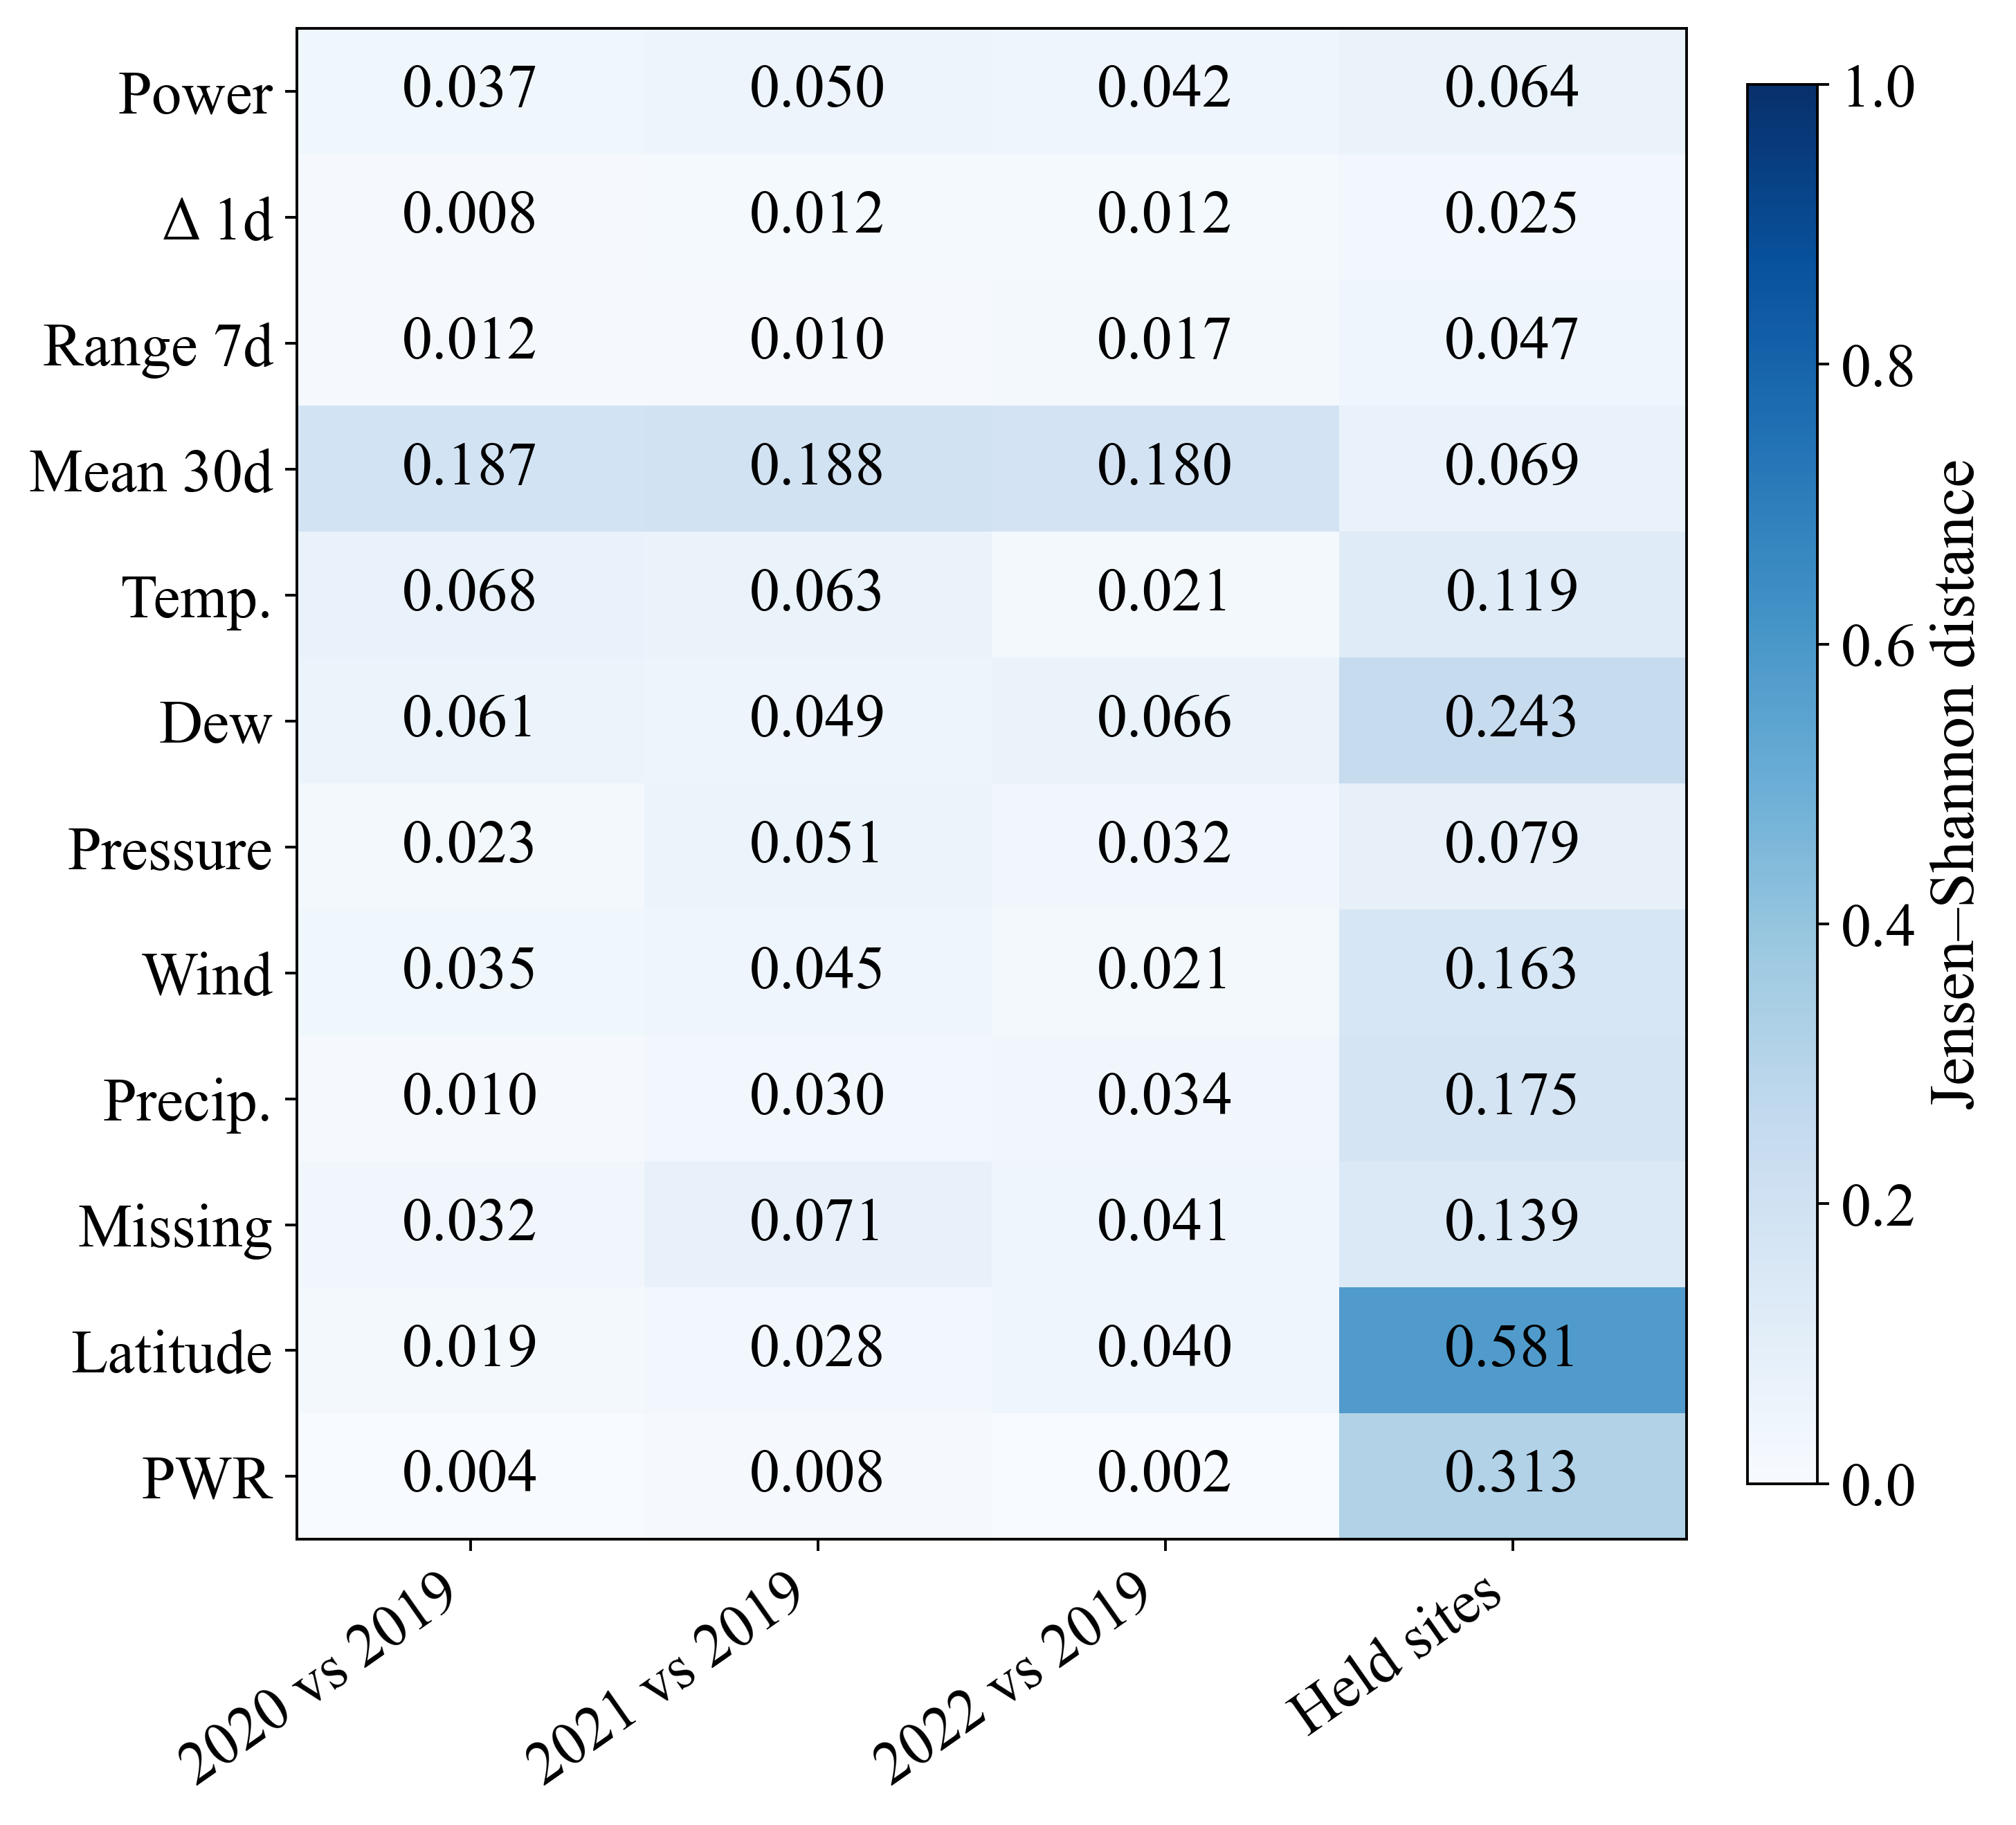 Power 0.037 0.050 0.042 0.064
Δ 1d 0.008 0.012 0.012 0.025
Range 7d 0.012 0.010 0.017 0.047
Mean 30d 0.187 0.188 0.180 0.069
Temp. 0.068 0.063 0.021 0.119
Dew 0.061 0.049 0.066 0.243
Pressure 0.023 0.051 0.032 0.079
Wind 0.035 0.045 0.021 0.163
Precip. 0.010 0.030 0.034 0.175
Missing 0.032 0.071 0.041 0.139
Latitude 0.019 0.028 0.040 0.581
PWR 0.004 0.008 0.002 0.313
2020 vs 2019
2021 vs 2019
2022 vs 2019
Held sites
1.0
0.8
0.6
0.4
0.2
0.0
Jensen–Shannon distance